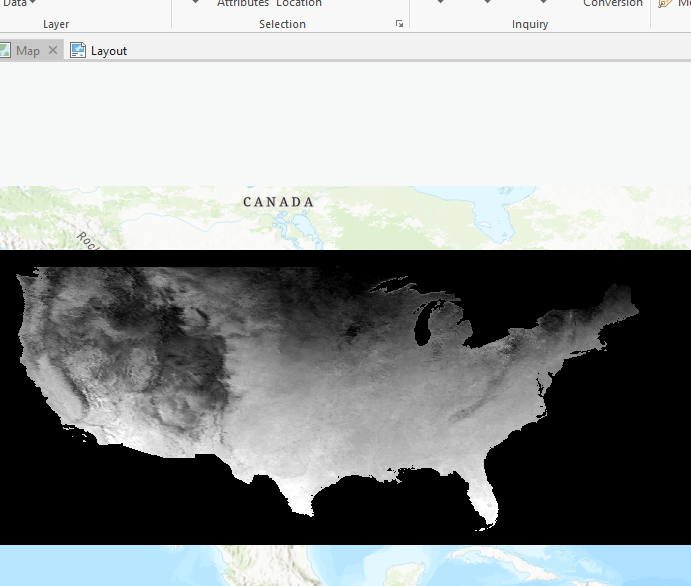 Data
Attributes Location
Conversion
Layer
Selection
Inquiry
Map
Layout
CANADA